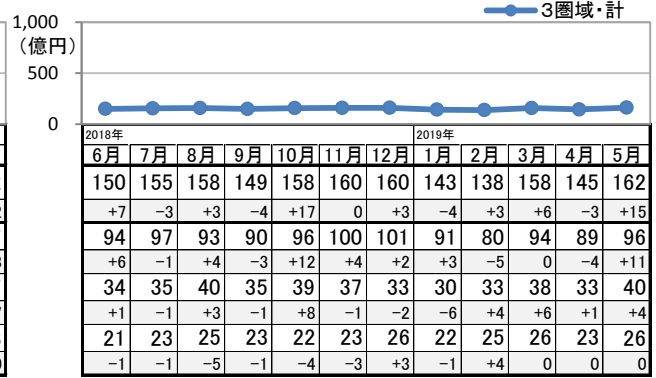 3圏域・計
1,000
（億円）
500
0
2018年 2019年
6月 7月 8月 9月 10月 11月 12月 1月 2月 3月 4月 5月
150 155 158 149 158 160 160 143 138 158 145 162
+7 −3 +3 −4 +17 0 +3 −4 +3 +6 −3 +15
94 97 93 90 96 100 101 91 80 94 89 96
+6 −1 +4 −3 +12 +4 +2 +3 −5 0 −4 +11
34 35 40 35 39 37 33 30 33 38 33 40
+1 −1 +3 −1 +8 −1 −2 −6 +4 +6 +1 +4
21 23 25 23 22 23 26 22 25 26 23 26
−1 −1 −5 −1 −4 −3 +3 −1 +4 0 0 0